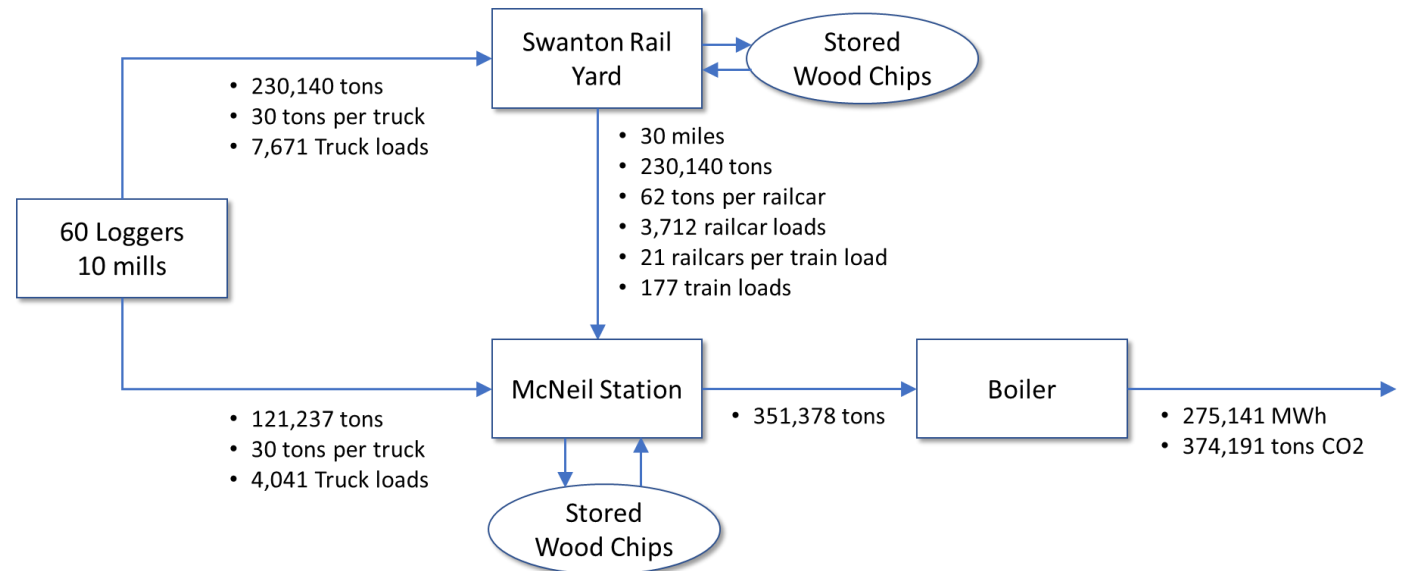 Swanton Rail
Yard
Stored
Wood Chips
• 230,140 tons
• 30 tons per truck
• 7,671 Truck loads
• 30 miles
• 230,140 tons
• 62 tons per railcar
• 3,712 railcar loads
• 21 railcars per train load
• 177 train loads
60 Loggers
10 mills
McNeil Station
Boiler
• 121,237 tons
• 30 tons per truck
• 4,041 Truck loads
• 351,378 tons
• 275,141 MWh
• 374,191 tons CO2
Stored
Wood Chips